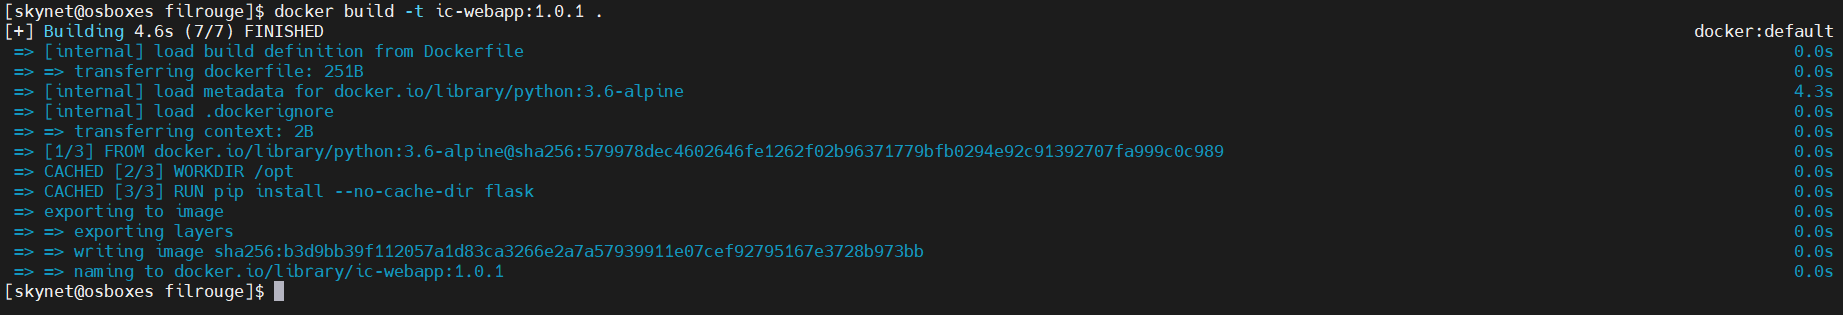 [skynet@osboxes filrouge]$ docker build -t ic-webapp:1.0.1 .
[+] Building 4.6s (7/7) FINISHED docker:default
=> [internal] load build definition from Dockerfile 0.0s
=> => transferring dockerfile: 251B 0.0s
=> [internal] load metadata for docker.io/library/python:3.6-alpine 4.3s
=> [internal] load .dockerignore 0.0s
=> => transferring context: 2B 0.0s
=> [1/3] FROM docker.io/library/python:3.6-alpine@sha256:579978dec4602646fe1262f02b96371779bfb0294e92c91392707fa999c0c989 0.0s
=> CACHED [2/3] WORKDIR /opt 0.0s
=> CACHED [3/3] RUN pip install --no-cache-dir flask 0.0s
=> exporting to image 0.0s
=> => exporting layers 0.0s
=> => writing image sha256:b3d9bb39f112057a1d83ca3266e2a7a57939911e07cef92795167e3728b973bb 0.0s
=> => naming to docker.io/library/ic-webapp:1.0.1 0.0s
[skynet@osboxes filrouge]$